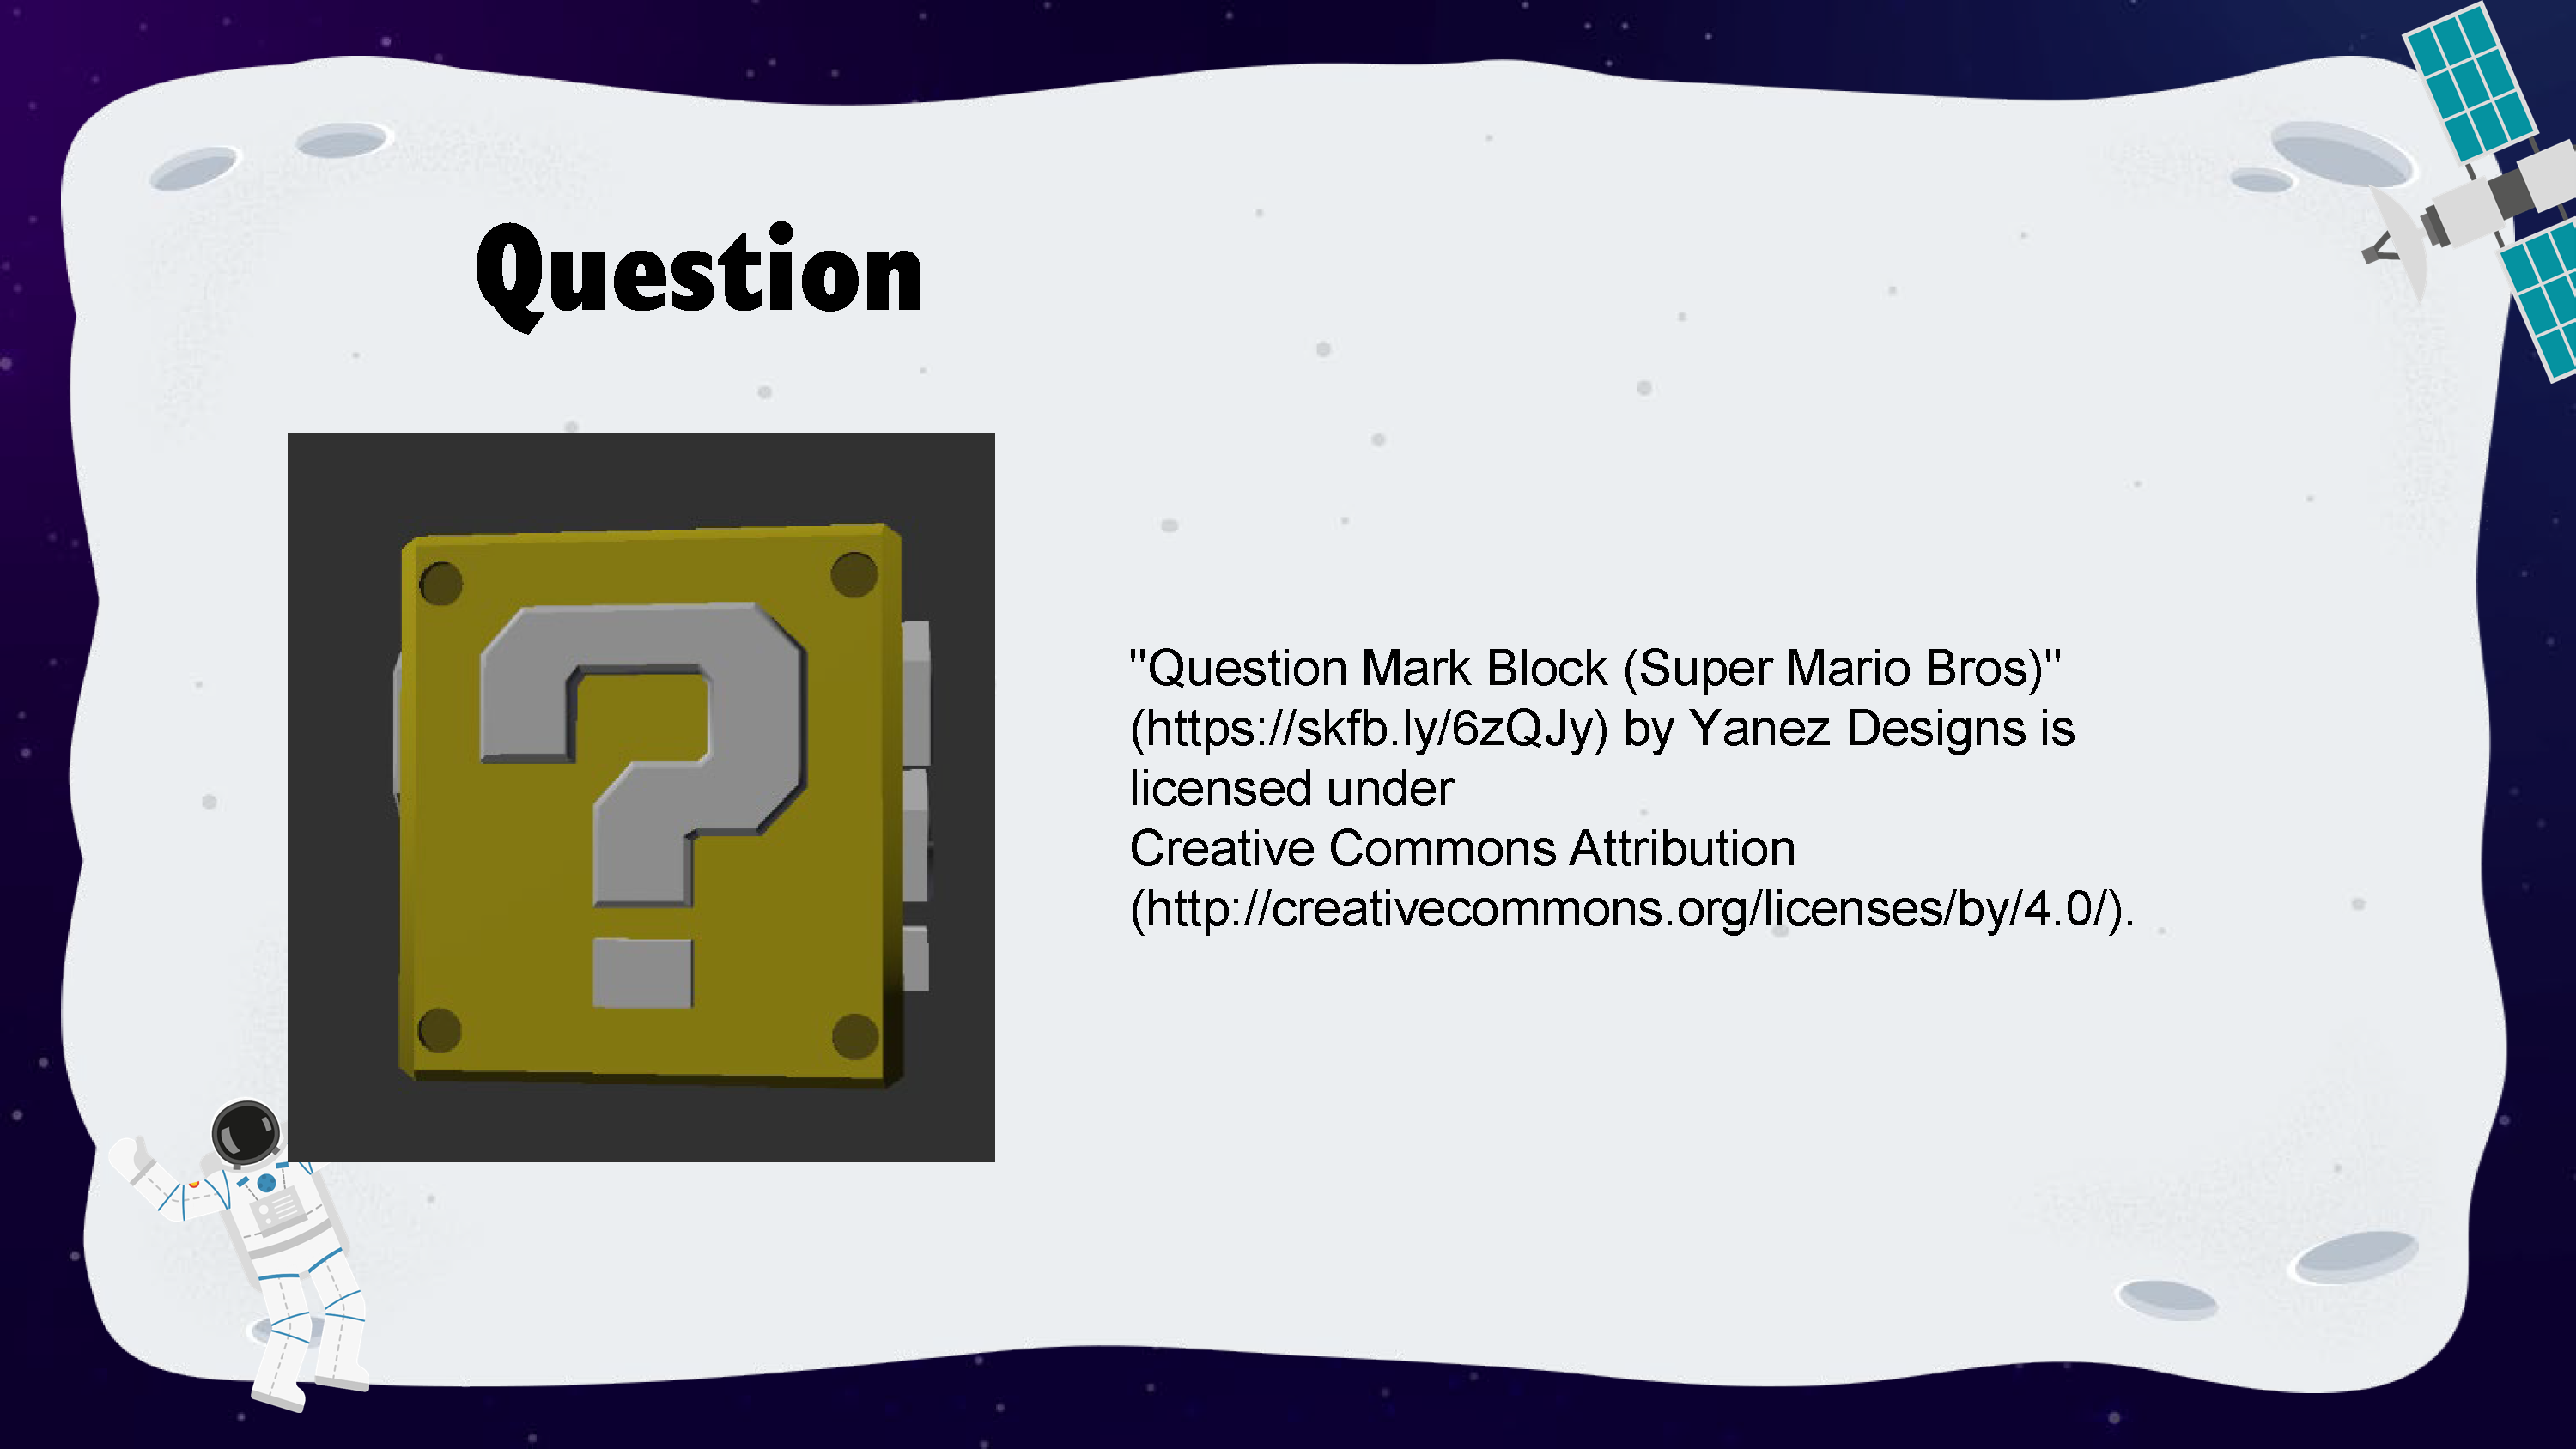 Question
?
"Question Mark Block (Super Mario Bros)"
(https://skfb.ly/6zQJy) by Yanez Designs is
licensed under
Creative Commons Attribution
(http://creativecommons.org/licenses/by/4.0/).